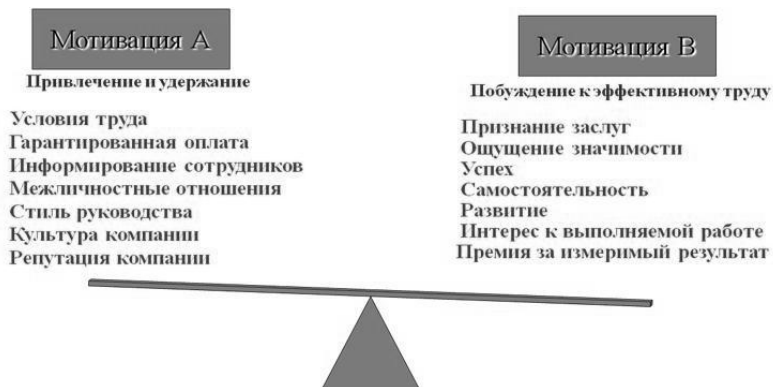 Мотивация А
Привлечение и удержание
Условия труда
Гарантированная оплата
Информирование сотрудников
Межличностные отношения
Стиль руководства
Культура компании
Репутация компании
Мотивация В
Побуждение к эффективному труду
Признание заслуг
Ощущение значимости
Успех
Самостоятельность
Развитие
Интерес к выполняемой работе
Премия за измеримый результат